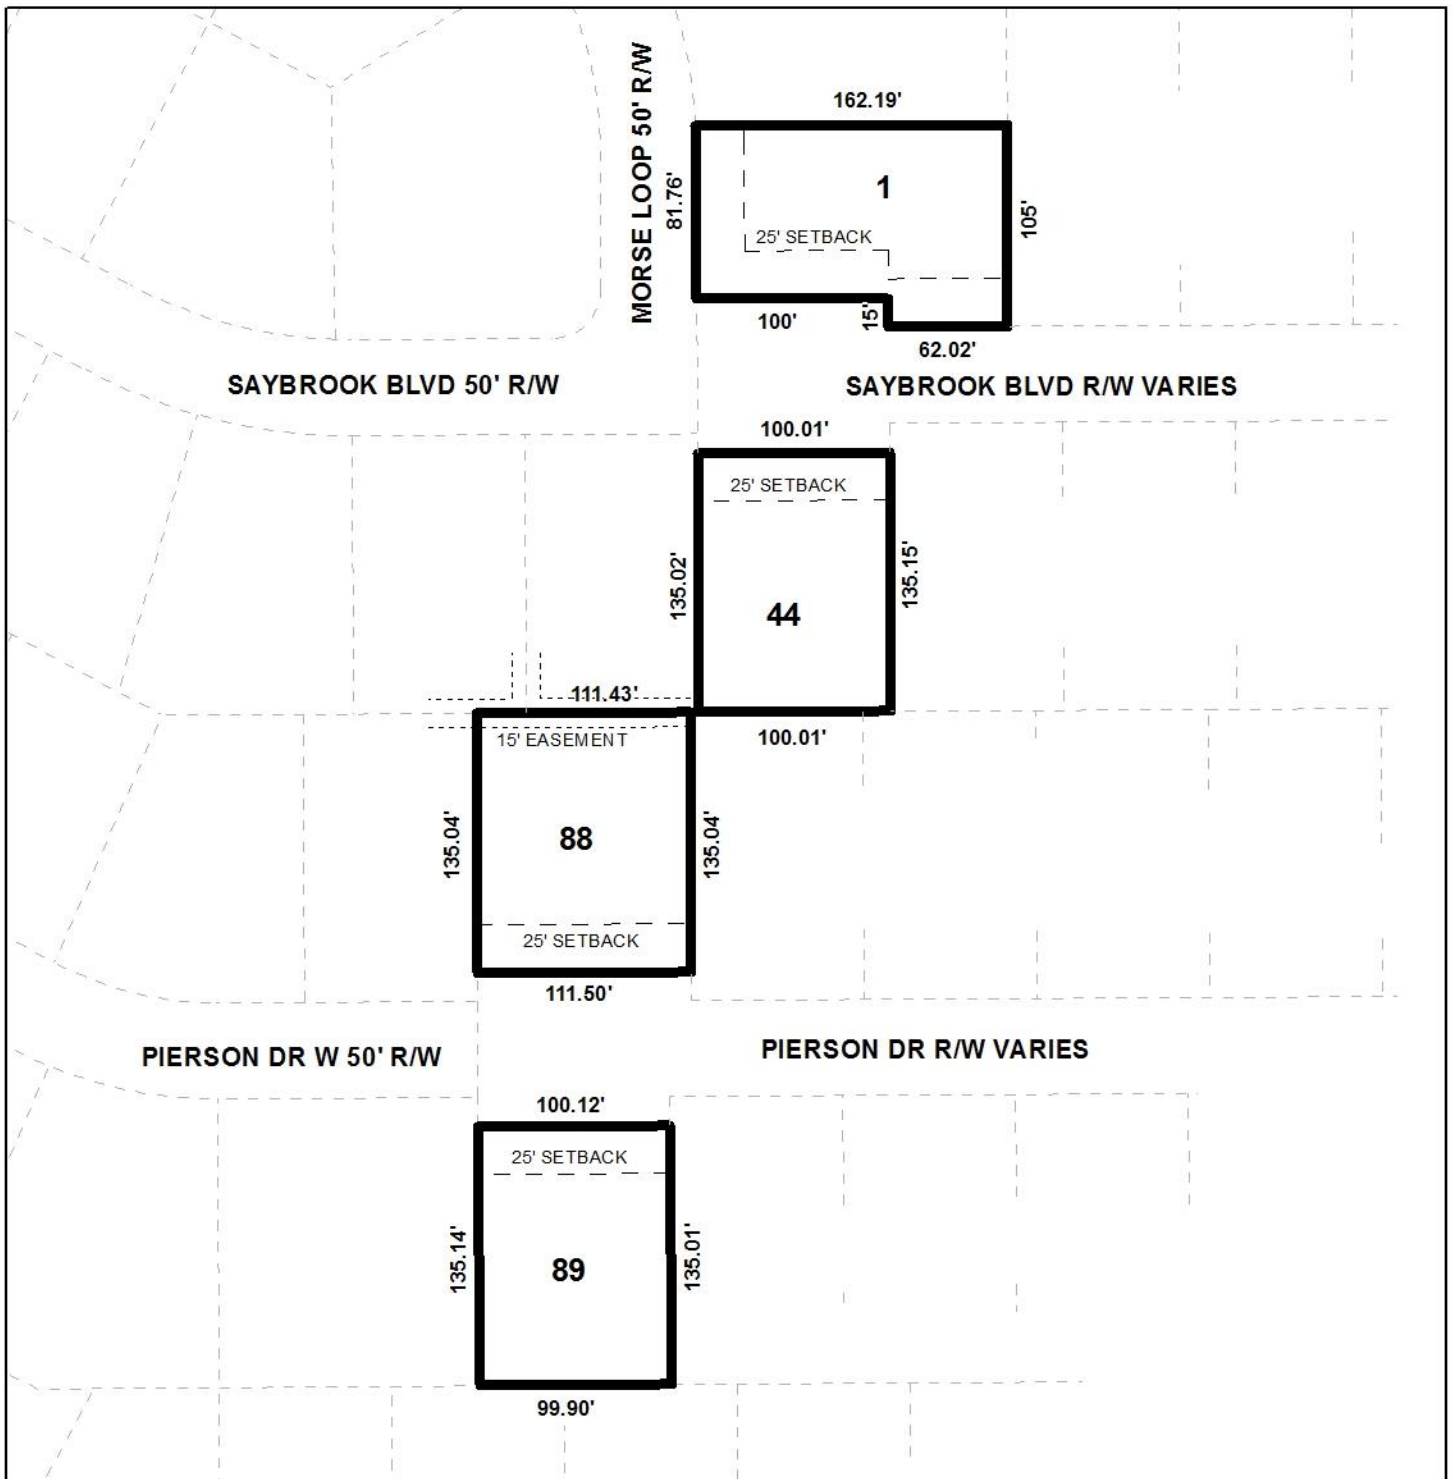 MORSE LOOP 50' R/W
162.19'
81.76'
1
105'
25' SETBACK
100'
15'
62.02'
SAYBROOK BLVD 50' R/W
SAYBROOK BLVD R/W VARIES
100.01'
25' SETBACK
135.02'
135.15'
44
111.43'
100.01'
15' EASEMENT
135.04'
88
135.04'
25' SETBACK
111.50'
PIERSON DR W 50' R/W
PIERSON DR R/W VARIES
100.12'
25' SETBACK
135.14'
89
135.01'
99.90'